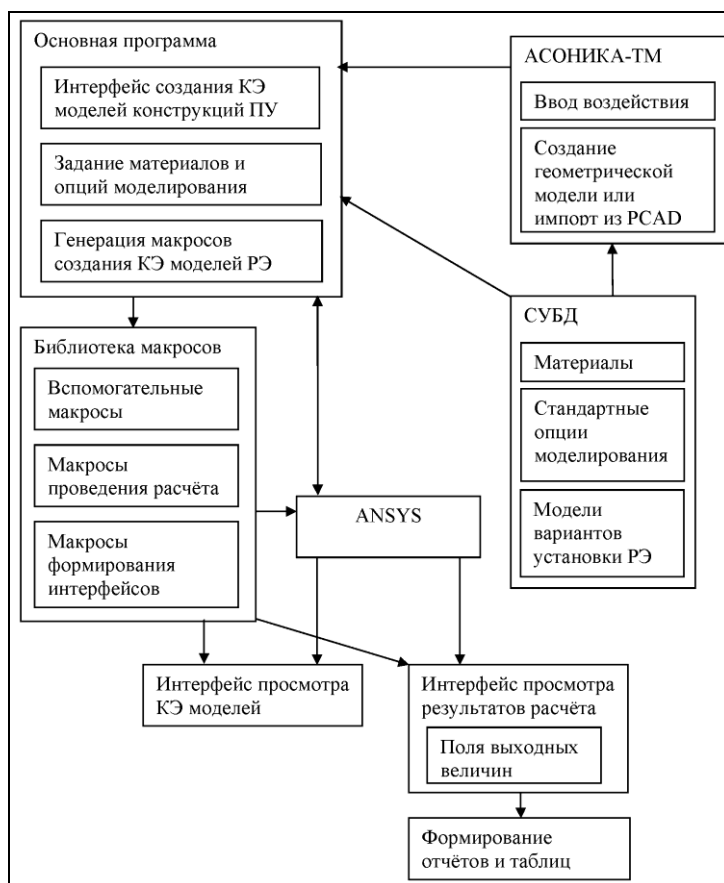 Основная программа
Интерфейс создания КЭ
моделей конструкций ПУ
Задание материалов и
опций моделирования
Генерация макросов
создания КЭ моделей РЭ
АСОНИКА-ТМ
Ввод воздействия
Создание
геометрической
модели или
импорт из PCAD
СУБД
Материалы
Стандартные
опции
моделирования
Модели
вариантов
установки РЭ
Библиотека макросов
Вспомогательные
макросы
Макросы
проведения расчёта
Макросы
формирования
интерфейсов
ANSYS
Интерфейс просмотра
КЭ моделей
Интерфейс просмотра
результатов расчёта
Поля выходных
величин
Формирование
отчётов и таблиц